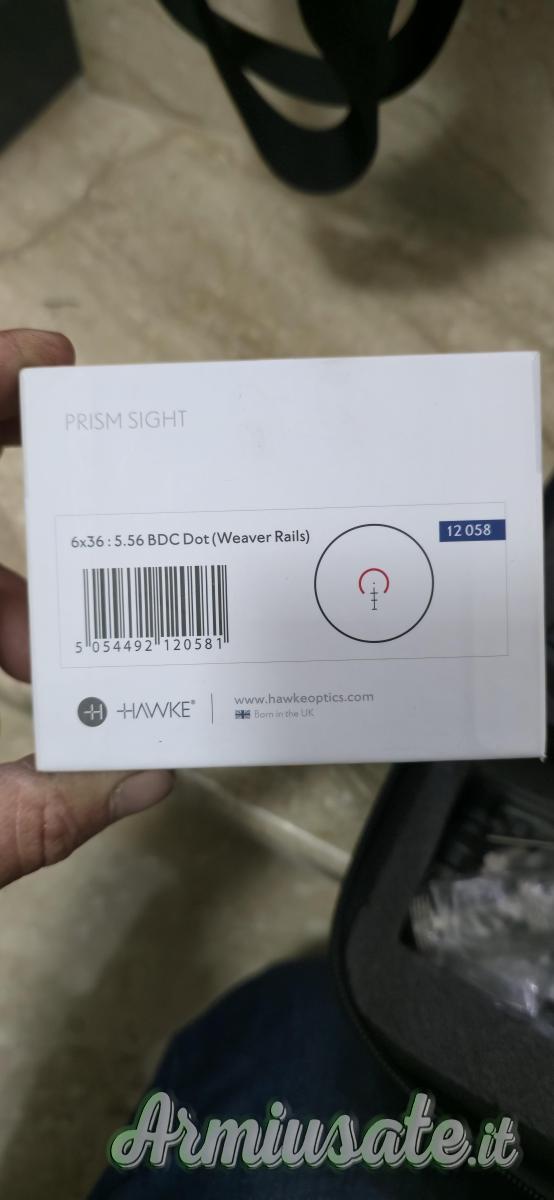 PRISM SIGHT
6x36 : 5.56 BDC Dot (Weaver Rails)
12 058
5 054492 120581
H HAWKE®
www.hawkeoptics.com
Born in the UK
Armiusate.it